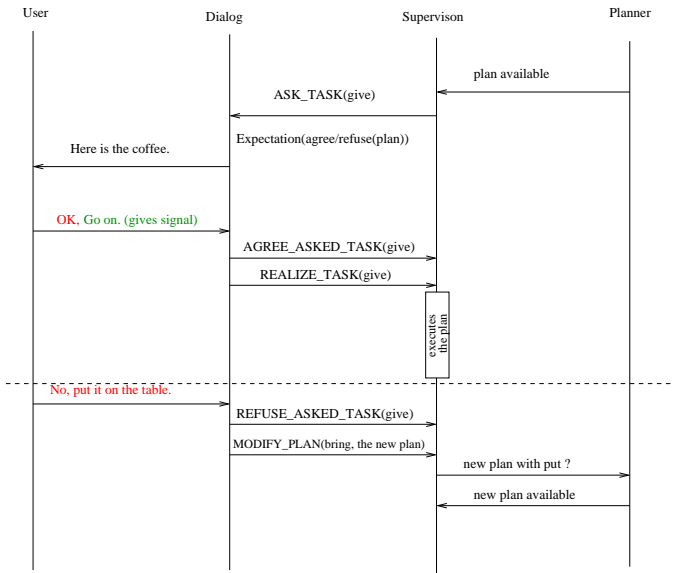 User
Dialog
Supervison
Planner
plan available
ASK_TASK(give)
Expectation(agree/refuse(plan))
Here is the coffee.
OK, Go on. (gives signal)
AGREE_ASKED_TASK(give)
REALIZE_TASK(give)
executes
the plan
No, put it on the table.
REFUSE_ASKED_TASK(give)
MODIFY_PLAN(bring, the new plan)
new plan with put ?
new plan available